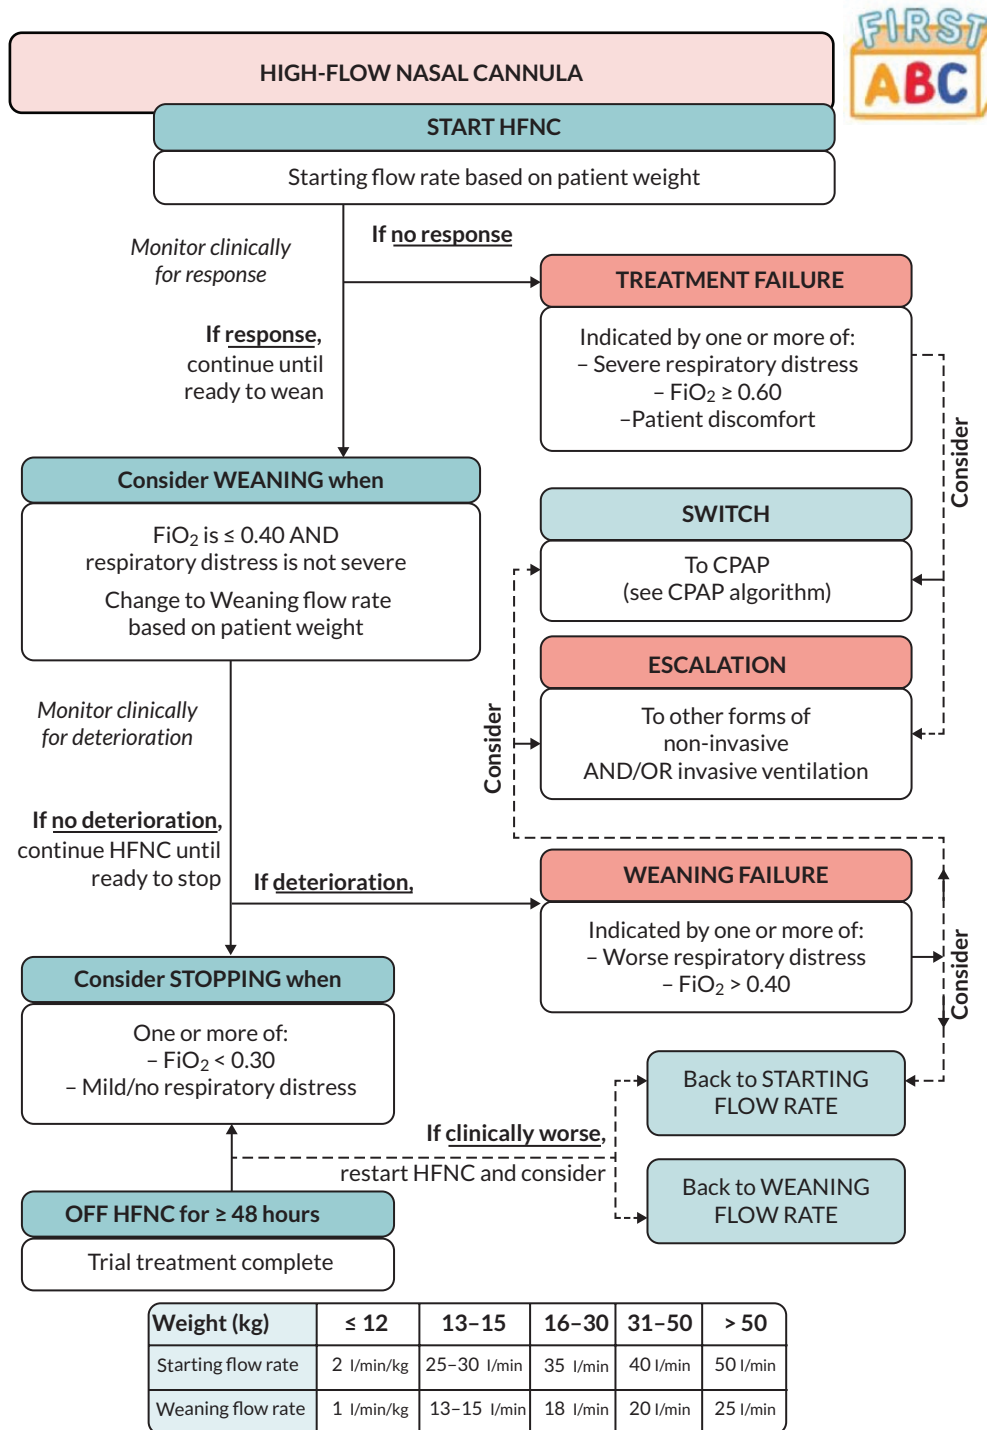 FIRST
ABC
HIGH-FLOW NASAL CANNULA
START HFNC
Starting flow rate based on patient weight
Monitor clinically
for response
If no response
TREATMENT FAILURE
Indicated by one or more of:
– Severe respiratory distress
– FiO₂ ≥ 0.60
–Patient discomfort
If response,
continue until
ready to wean
Consider
Consider WEANING when
FiO₂ is ≤ 0.40 AND
respiratory distress is not severe
Change to Weaning flow rate
based on patient weight
SWITCH
To CPAP
(see CPAP algorithm)
ESCALATION
To other forms of
non-invasive
AND/OR invasive ventilation
Consider
Monitor clinically
for deterioration
If no deterioration,
continue HFNC until
ready to stop
If deterioration,
WEANING FAILURE
Indicated by one or more of:
– Worse respiratory distress
– FiO₂ > 0.40
Consider
Consider STOPPING when
One or more of:
– FiO₂ < 0.30
– Mild/no respiratory distress
If clinically worse,
restart HFNC and consider
Back to STARTING
FLOW RATE
Back to WEANING
FLOW RATE
OFF HFNC for ≥ 48 hours
Trial treatment complete
Weight (kg) ≤ 12 13–15 16–30 31–50 > 50
Starting flow rate 2 l/min/kg 25–30 l/min 35 l/min 40 l/min 50 l/min
Weaning flow rate 1 l/min/kg 13–15 l/min 18 l/min 20 l/min 25 l/min